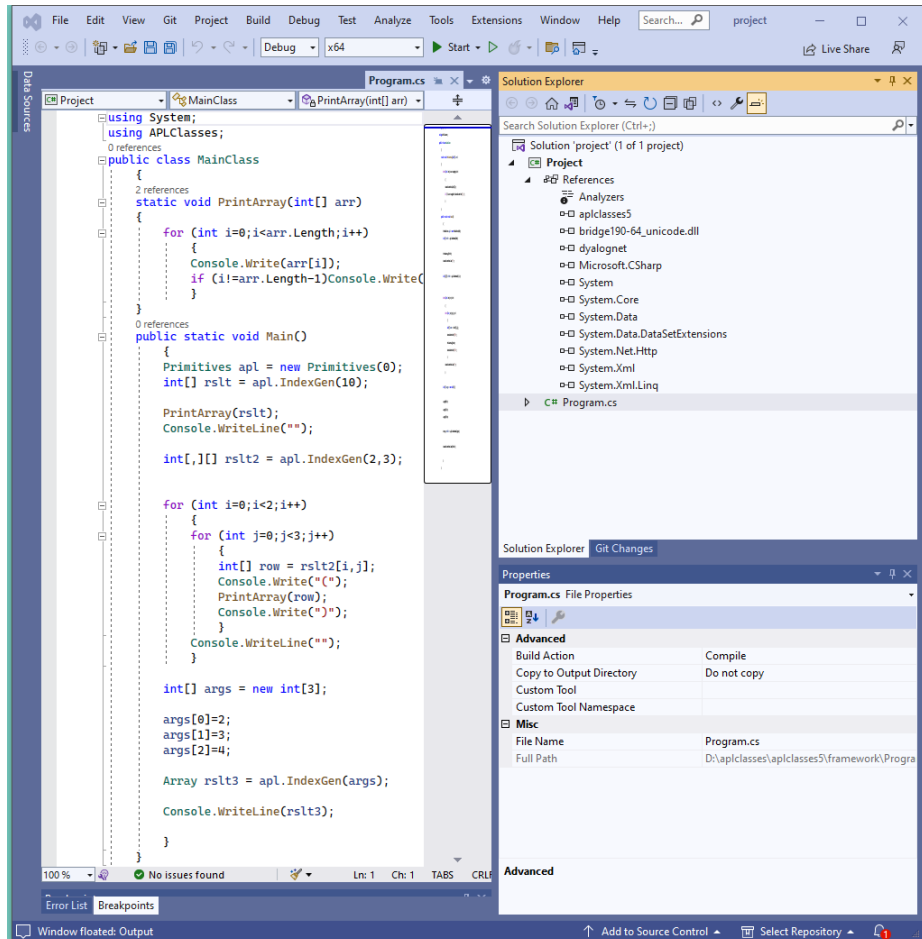 File Edit View Git Project Build Debug Test Analyze Tools Extensions Window Help Search... project
Debug x64 Start Live Share
Data Sources
Program.cs
Project MainClass PrintArray(int[] arr)
using System;
using APLClasses;
0 references
public class MainClass
{
2 references
static void PrintArray(int[] arr)
{
for (int i=0;i<arr.Length;i++)
{
Console.Write(arr[i]);
if (i!=arr.Length-1)Console.Write(
}
}
0 references
public static void Main()
{
Primitives apl = new Primitives(0);
int[] rslt = apl.IndexGen(10);
PrintArray(rslt);
Console.WriteLine("");
int[,][] rslt2 = apl.IndexGen(2,3);
for (int i=0;i<2;i++)
{
for (int j=0;j<3;j++)
{
int[] row = rslt2[i,j];
Console.Write("(");
PrintArray(row);
Console.Write(")");
}
Console.WriteLine("");
}
int[] args = new int[3];
args[0]=2;
args[1]=3;
args[2]=4;
Array rslt3 = apl.IndexGen(args);
Console.WriteLine(rslt3);
}
}
100 % No issues found Ln: 1 Ch: 1 TABS CRLF
Error List Breakpoints
Solution Explorer
Search Solution Explorer (Ctrl+;)
Solution 'project' (1 of 1 project)
C# Project
References
Analyzers
aplclasses5
bridge190-64_unicode.dll
dyalognet
Microsoft.CSharp
System
System.Core
System.Data
System.Data.DataSetExtensions
System.Net.Http
System.Xml
System.Xml.Linq
C# Program.cs
Solution Explorer Git Changes
Properties
Program.cs File Properties
Advanced
Build Action Compile
Copy to Output Directory Do not copy
Custom Tool
Custom Tool Namespace
Misc
File Name Program.cs
Full Path D:\aplclasses\aplclasses5\framework\Progra
Advanced
Window floated: Output Add to Source Control Select Repository 1